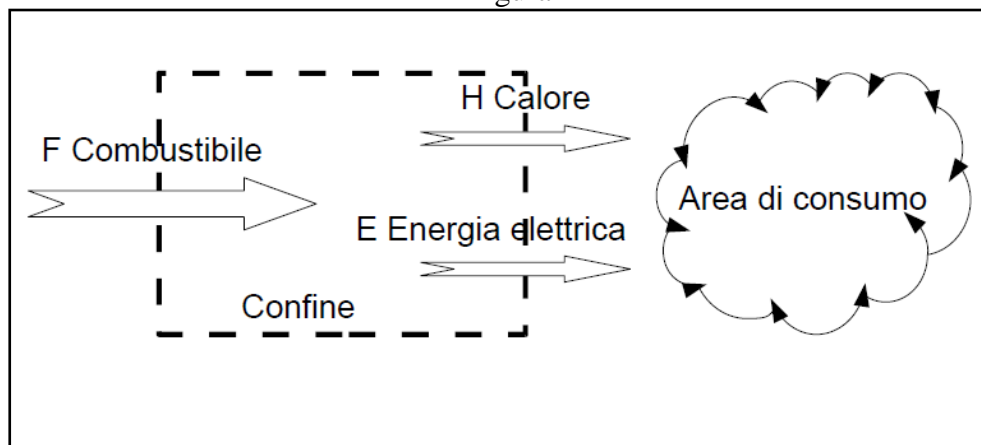 H Calore
F Combustibile
Area di consumo
E Energia elettrica
Confine